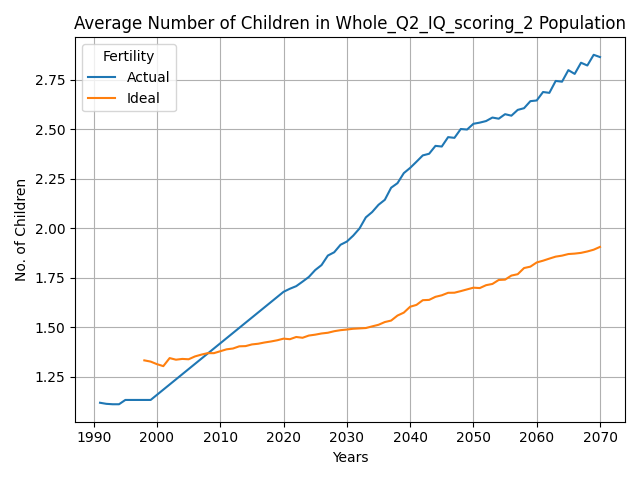 Average Number of Children in Whole_Q2_IQ_scoring_2 Population
Fertility
Actual
Ideal
2.75
2.50
2.25
2.00
1.75
1.50
1.25
No. of Children
1990 2000 2010 2020 2030 2040 2050 2060 2070
Years